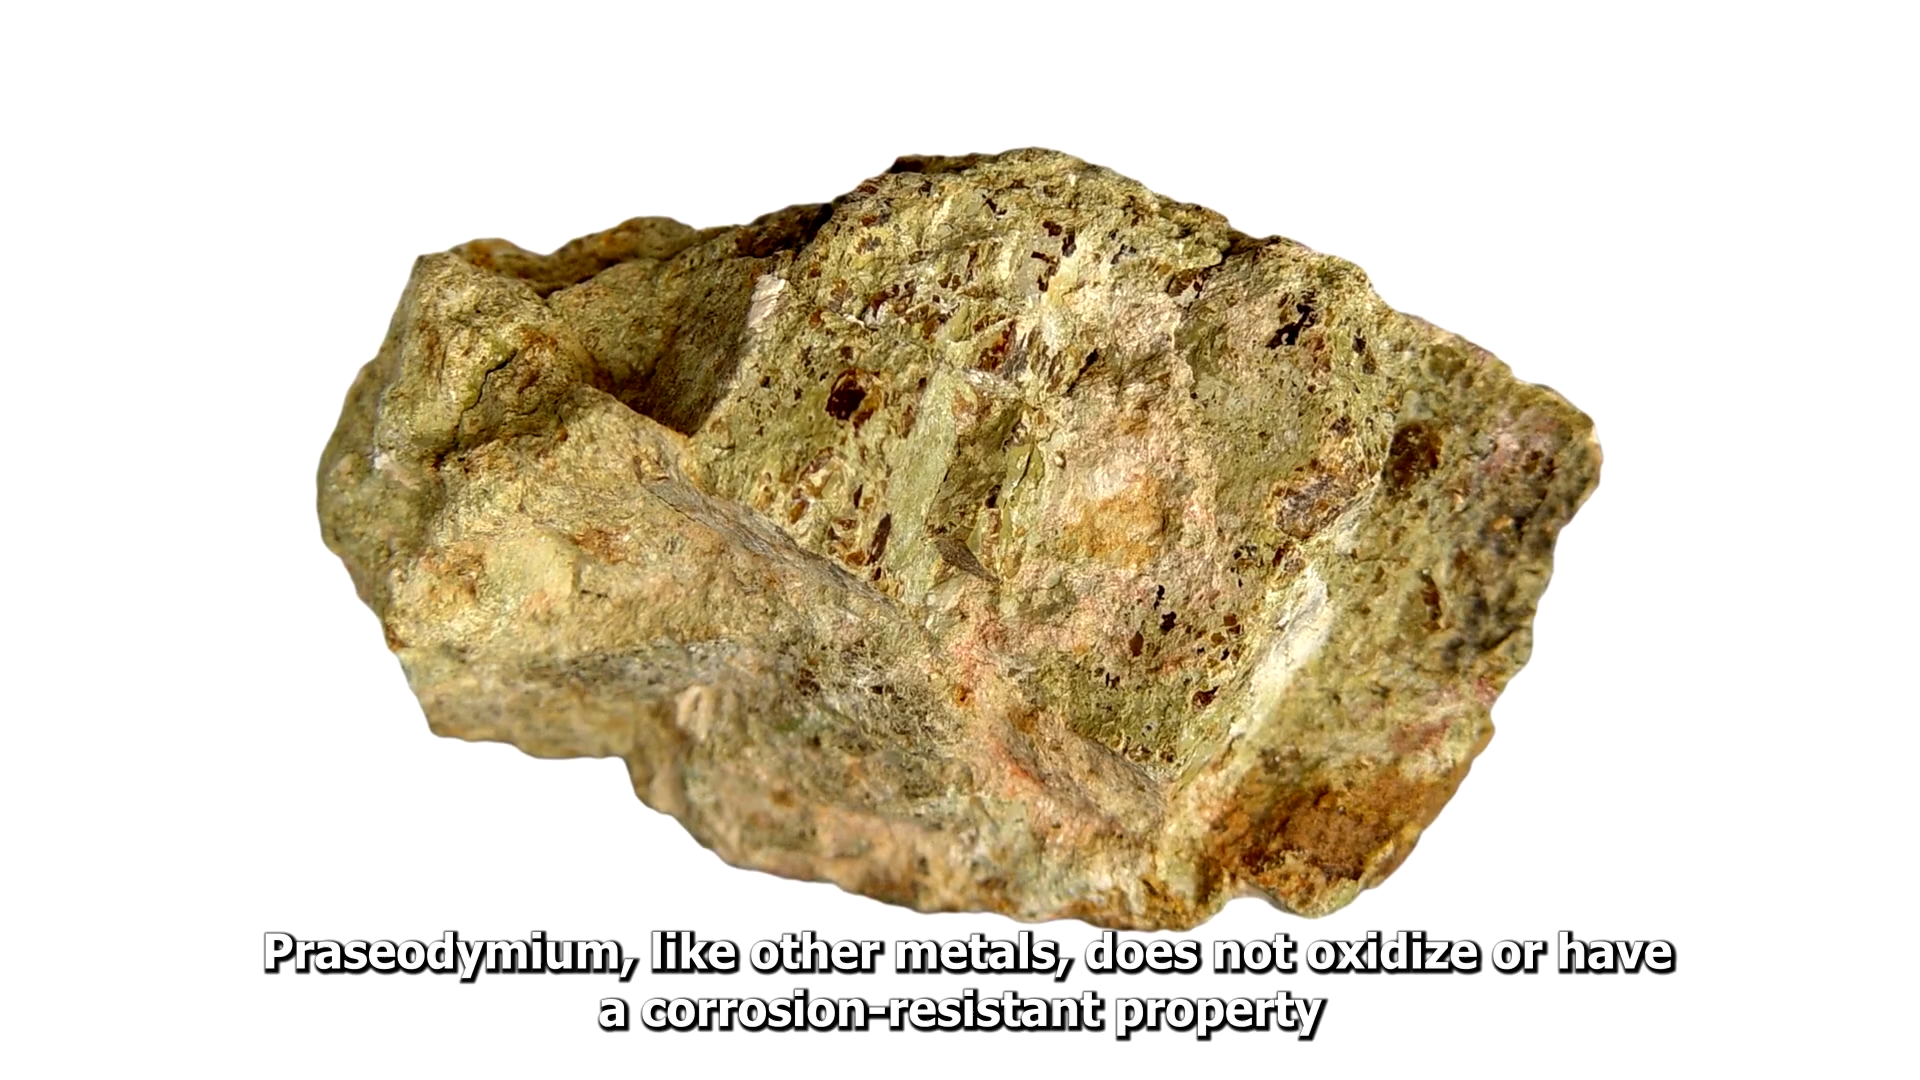 Praseodymium, like other metals, does not oxidize or have
a corrosion-resistant property